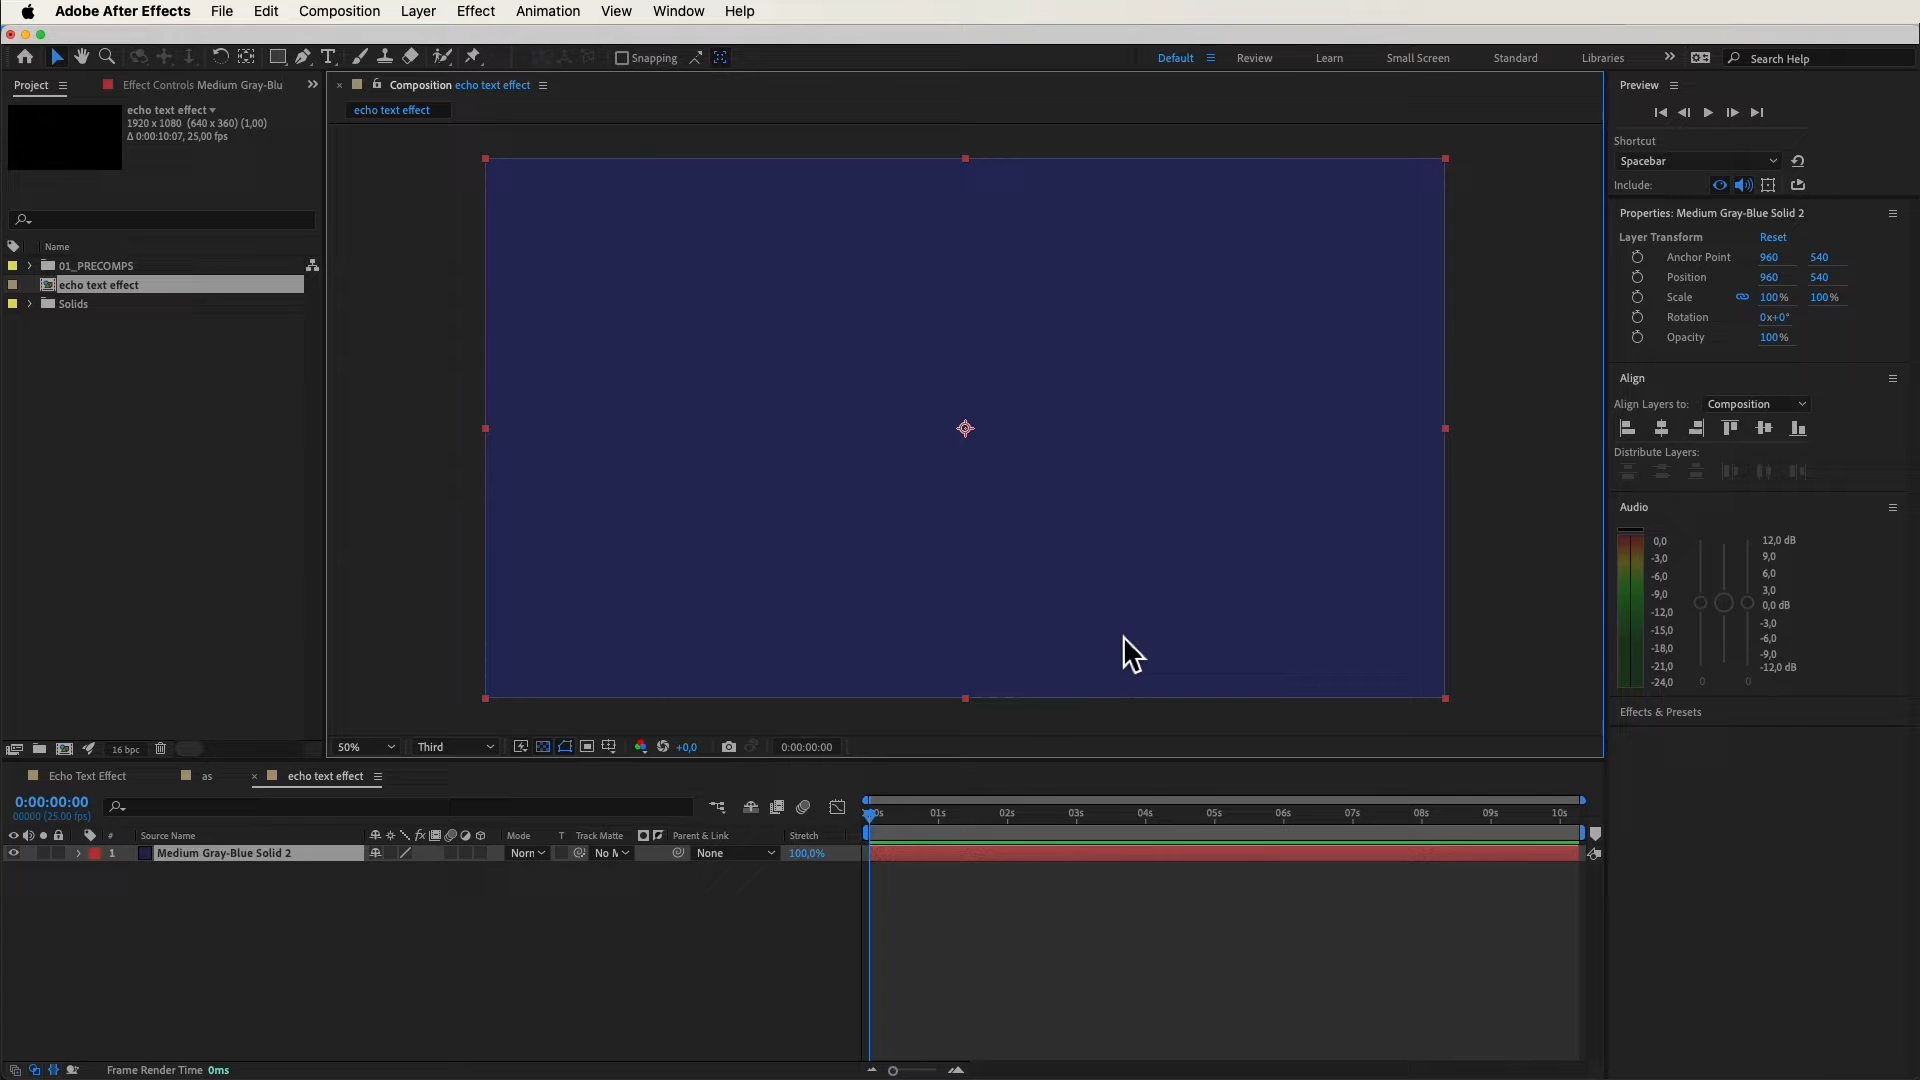 Adobe After Effects File Edit Composition Layer Effect Animation View Window Help
Snapping Default Review Learn Small Screen Standard Libraries Search Help
Project Effect Controls Medium Gray-Blu
echo text effect
1920 x 1080 (640 x 360) (1,00)
Δ 0:00:10:07, 25,00 fps
Name
01_PRECOMPS
echo text effect
Solids
16 bpc
Composition echo text effect
echo text effect
50% Third +0,0 0:00:00:00
Preview
Shortcut
Spacebar
Include:
Properties: Medium Gray-Blue Solid 2
Layer Transform Reset
Anchor Point 960 540
Position 960 540
Scale 100% 100%
Rotation 0x+0°
Opacity 100%
Align
Align Layers to: Composition
Distribute Layers:
Audio
0,0 12,0 dB
-3,0 9,0
-6,0 6,0
-9,0 3,0
-12,0 0,0 dB
-15,0 -3,0
-18,0 -6,0
-21,0 -9,0
-24,0 -12,0 dB
0 0
Effects & Presets
Echo Text Effect as echo text effect
0:00:00:00
00000 (25.00 fps)
# Source Name fx Mode T Track Matte Parent & Link Stretch
1 Medium Gray-Blue Solid 2 Norn No M None 100,0%
00s 01s 02s 03s 04s 05s 06s 07s 08s 09s 10s
Frame Render Time 0ms